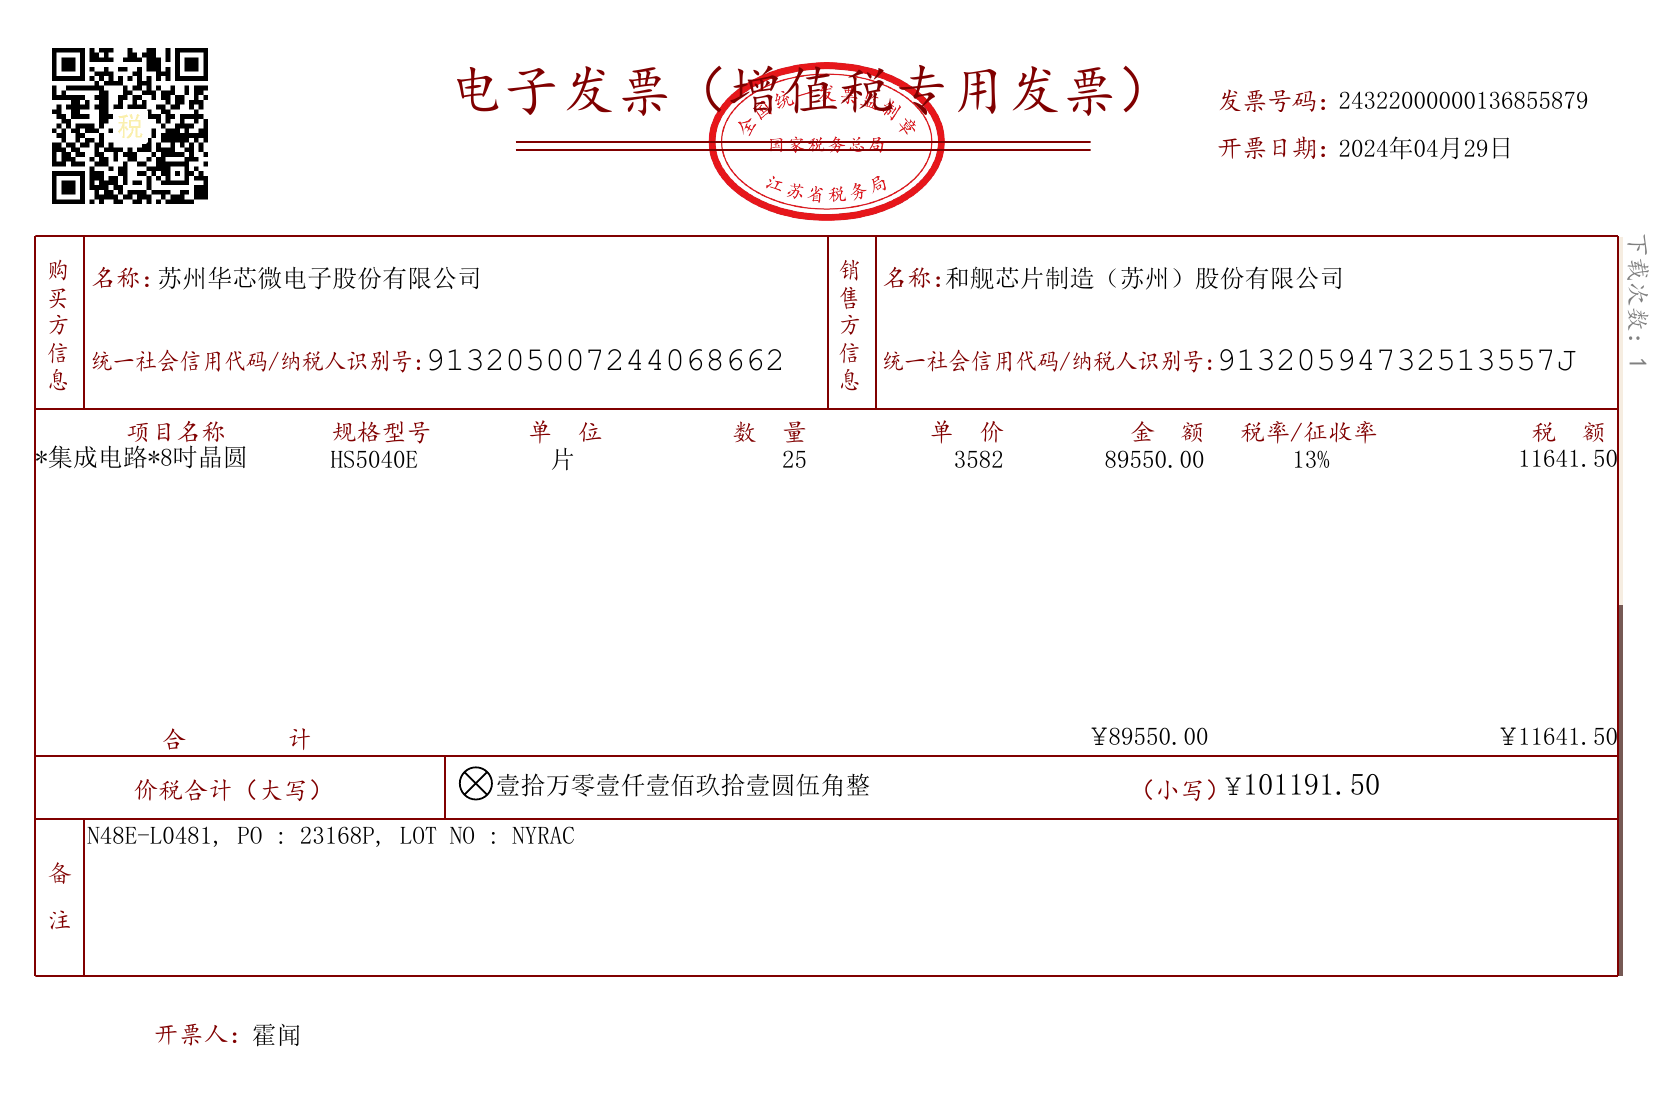 电子发票（增值税专用发票）
发票号码：24322000000136855879
开票日期：2024年04月29日
税
全国统一发票监制章
国家税务总局
江苏省税务局
下载次数：1
购买方信息
名称：苏州华芯微电子股份有限公司
统一社会信用代码/纳税人识别号：913205007244068662
销售方信息
名称：和舰芯片制造（苏州）股份有限公司
统一社会信用代码/纳税人识别号：91320594732513557J
项目名称 规格型号 单 位 数 量 单 价 金 额 税率/征收率 税 额
*集成电路*8吋晶圆 HS5040E 片 25 3582 89550.00 13% 11641.50
合 计 ¥89550.00 ¥11641.50
价税合计（大写） 壹拾万零壹仟壹佰玖拾壹圆伍角整 （小写）¥101191.50
备注
N48E-L0481, PO : 23168P, LOT NO : NYRAC
开票人：霍闻